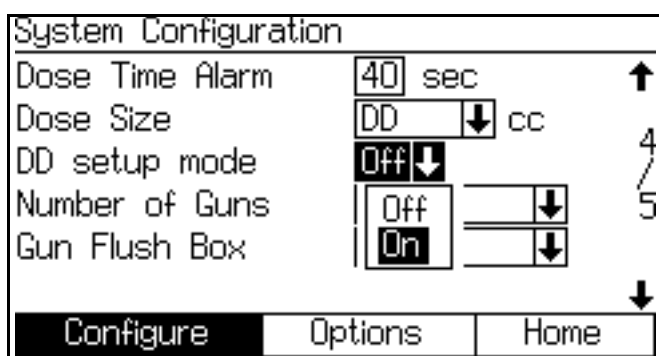 System Configuration
Dose Time Alarm 40 sec
Dose Size DD cc
DD setup mode Off
Number of Guns Off
Gun Flush Box On
4/5
Configure Options Home